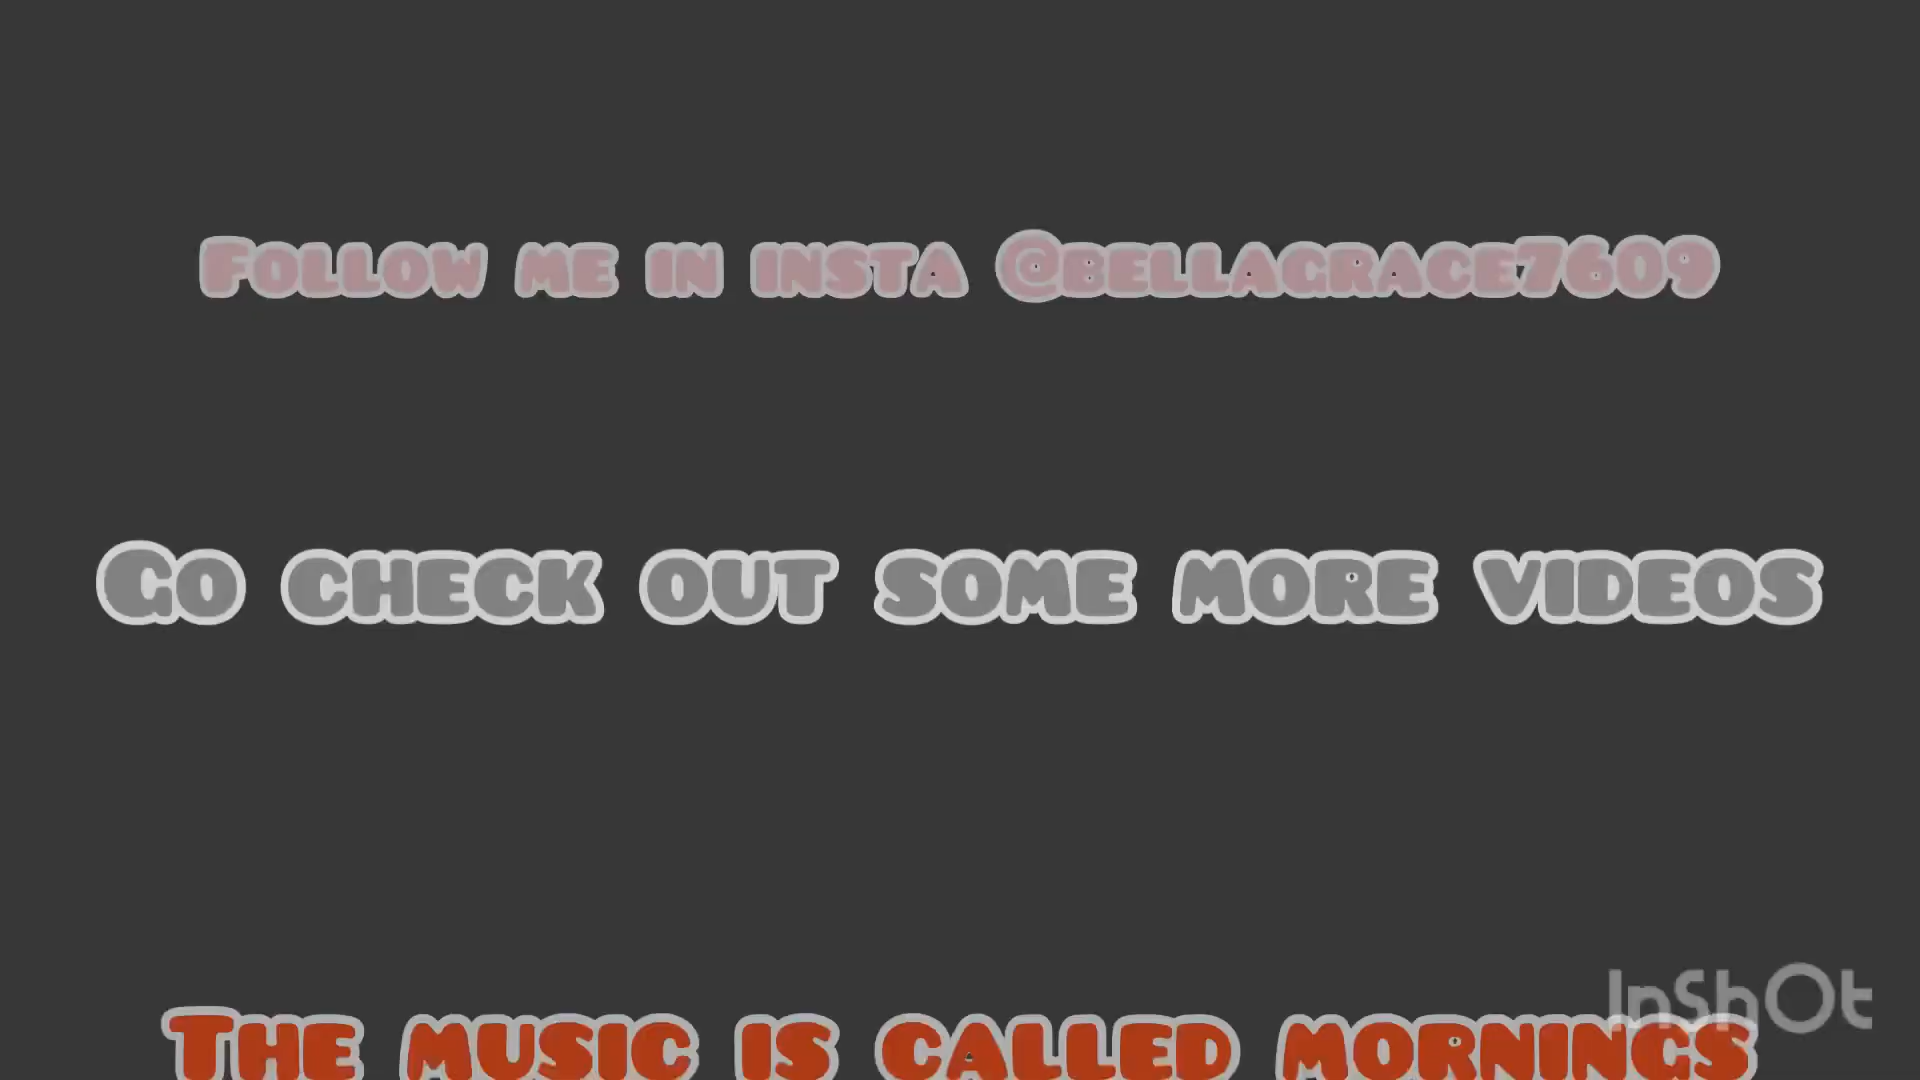 Follow me in insta @bellagrace7609
Go check out some more videos
InShOt
The music is called mornings